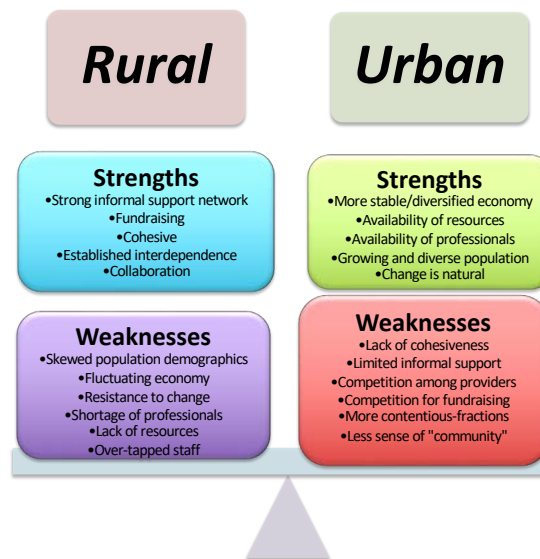 Rural
Urban
Strengths
•Strong informal support network
•Fundraising
•Cohesive
•Established interdependence
•Collaboration
Strengths
•More stable/diversified economy
•Availability of resources
•Availability of professionals
•Growing and diverse population
•Change is natural
Weaknesses
•Skewed population demographics
•Fluctuating economy
•Resistance to change
•Shortage of professionals
•Lack of resources
•Over-tapped staff
Weaknesses
•Lack of cohesiveness
•Limited informal support
•Competition among providers
•Competition for fundraising
•More contentious-fractions
•Less sense of "community"